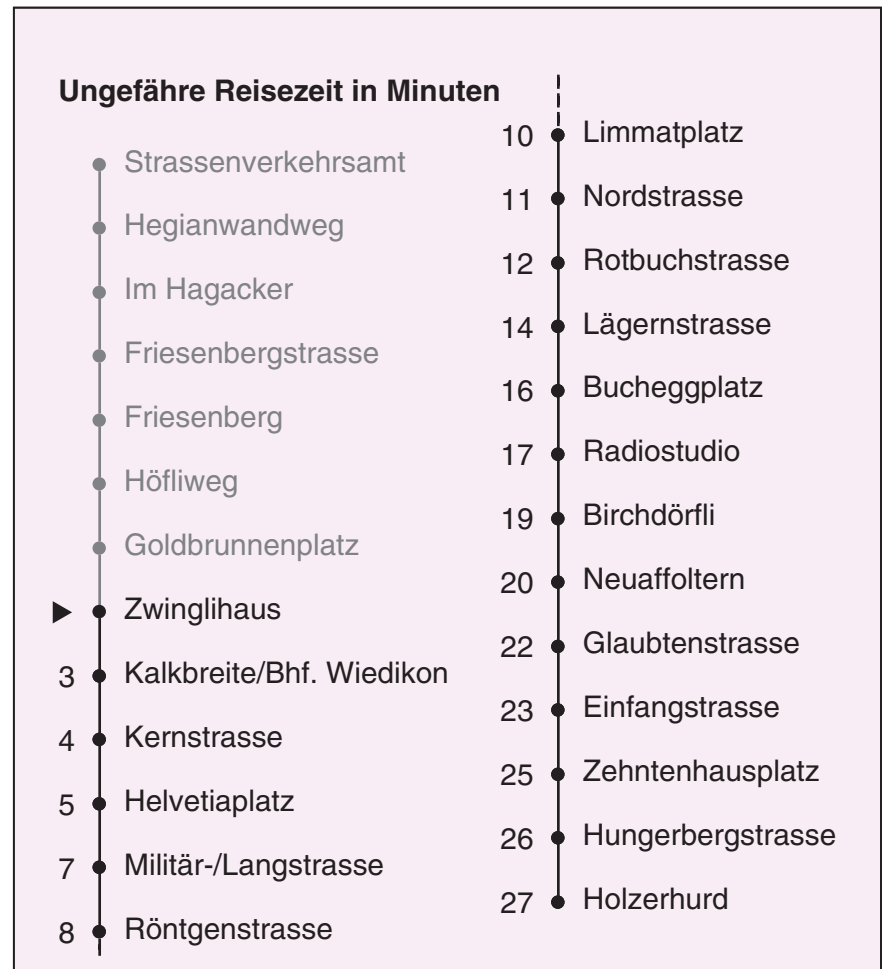 Ungefähre Reisezeit in Minuten
Strassenverkehrsamt
Hegianwandweg
Im Hagacker
Friesenbergstrasse
Friesenberg
Höfliweg
Goldbrunnenplatz
Zwinglihaus
3 Kalkbreite/Bhf. Wiedikon
4 Kernstrasse
5 Helvetiaplatz
7 Militär-/Langstrasse
8 Röntgenstrasse
10 Limmatplatz
11 Nordstrasse
12 Rotbuchstrasse
14 Lägernstrasse
16 Bucheggplatz
17 Radiostudio
19 Birchdörfli
20 Neuaffoltern
22 Glaubtenstrasse
23 Einfangstrasse
25 Zehntenhausplatz
26 Hungerbergstrasse
27 Holzerhurd